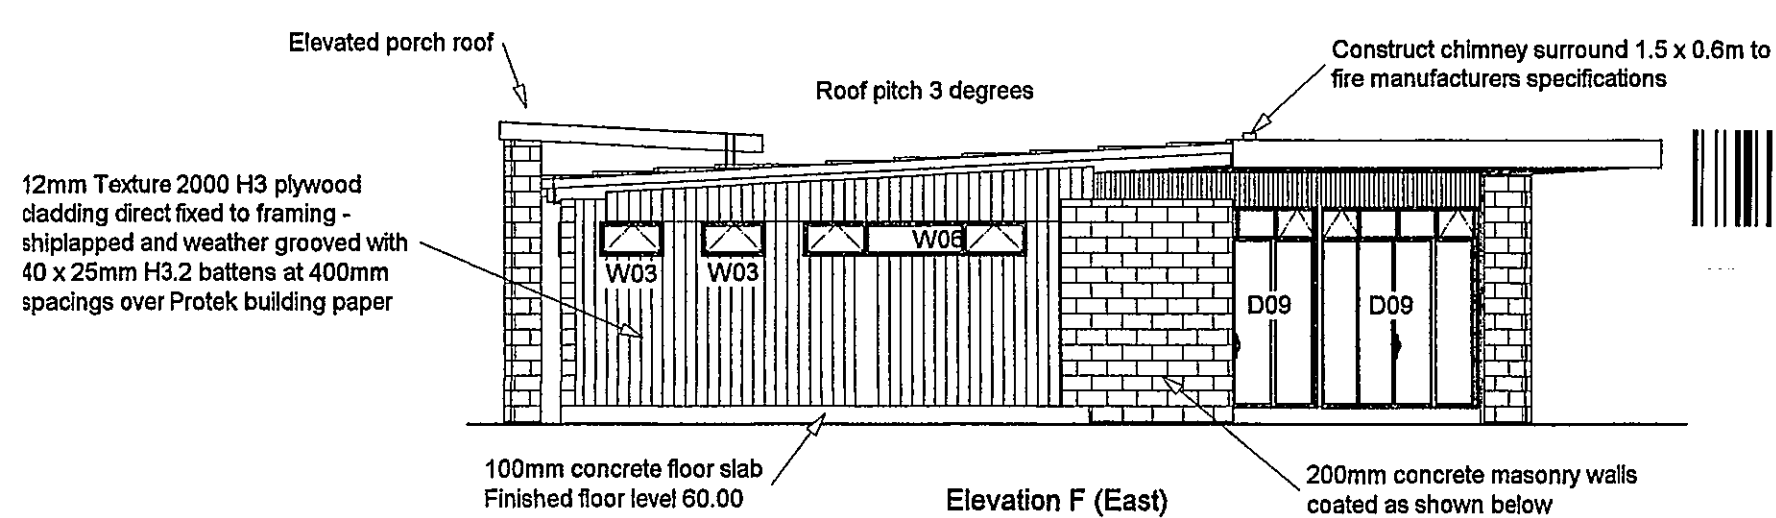 Elevated porch roof
Construct chimney surround 1.5 x 0.6m to
fire manufacturers specifications
Roof pitch 3 degrees
12mm Texture 2000 H3 plywood
cladding direct fixed to framing -
shiplapped and weather grooved with
40 x 25mm H3.2 battens at 400mm
spacings over Protek building paper
W03
W03
W06
D09
D09
100mm concrete floor slab
Finished floor level 60.00
Elevation F (East)
200mm concrete masonry walls
coated as shown below